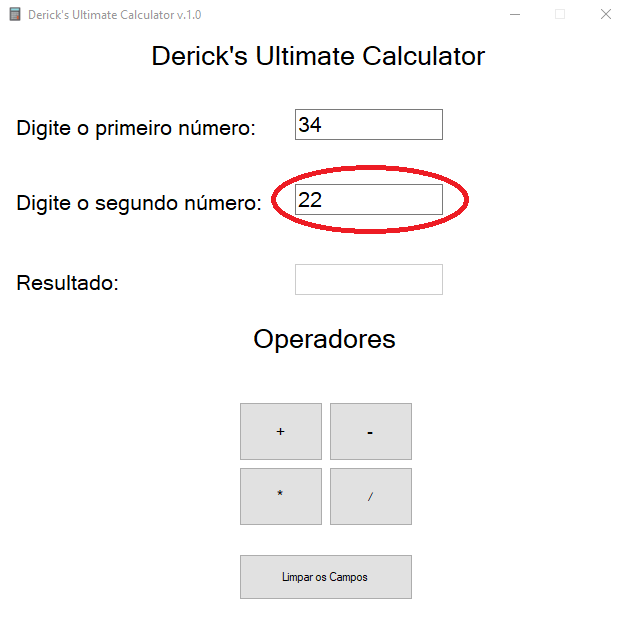 Derick's Ultimate Calculator v.1.0
Derick's Ultimate Calculator
Digite o primeiro número: 34
Digite o segundo número: 22
Resultado:
Operadores
+ -
* /
Limpar os Campos